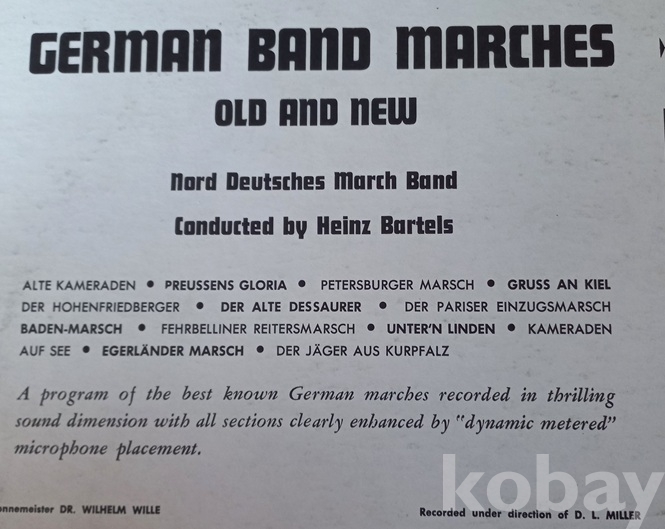 GERMAN BAND MARCHES
OLD AND NEW
Nord Deutsches March Band
Conducted by Heinz Bartels
ALTE KAMERADEN • PREUSSENS GLORIA • PETERSBURGER MARSCH • GRUSS AN KIEL
DER HOHENFRIEDBERGER • DER ALTE DESSAURER • DER PARISER EINZUGSMARSCH
BADEN-MARSCH • FEHRBELLINER REITERSMARSCH • UNTER'N LINDEN • KAMERADEN
AUF SEE • EGERLÄNDER MARSCH • DER JÄGER AUS KURPFALZ
A program of the best known German marches recorded in thrilling
sound dimension with all sections clearly enhanced by "dynamic metered"
microphone placement.
DR. WILHELM WILLE
Recorded under direction of D. L. MILLER
kobay